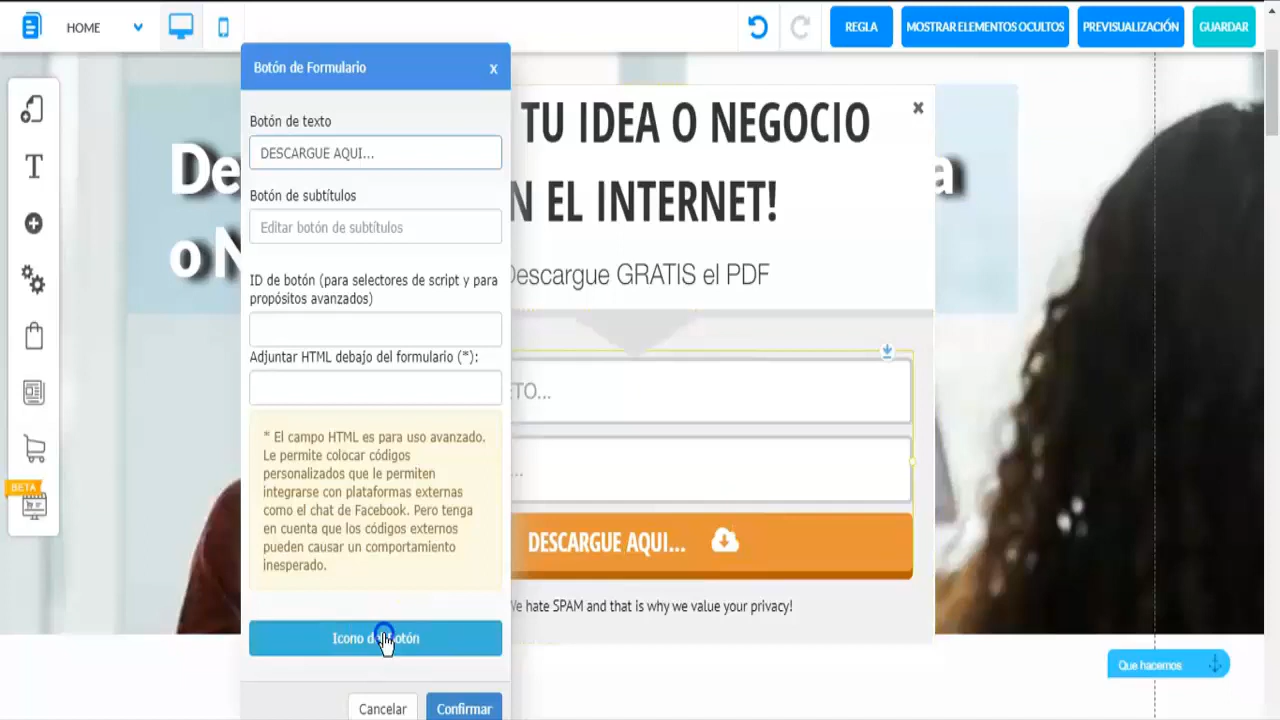 HOME
REGLA
MOSTRAR ELEMENTOS OCULTOS
PREVISUALIZACIÓN
GUARDAR
Botón de Formulario
x
Botón de texto
DESCARGUE AQUI...
Botón de subtítulos
Editar botón de subtítulos
ID de botón (para selectores de script y para
propósitos avanzados)
Adjuntar HTML debajo del formulario (*):
* El campo HTML es para uso avanzado.
Le permite colocar códigos
personalizados que le permiten
integrarse con plataformas externas
como el chat de Facebook. Pero tenga
en cuenta que los códigos externos
pueden causar un comportamiento
inesperado.
Icono de botón
Cancelar
Confirmar
T
BETA
De
a
o N
TU IDEA O NEGOCIO
N EL INTERNET!
Descargue GRATIS el PDF
ETO...
...
DESCARGUE AQUI...
We hate SPAM and that is why we value your privacy!
Que hacemos